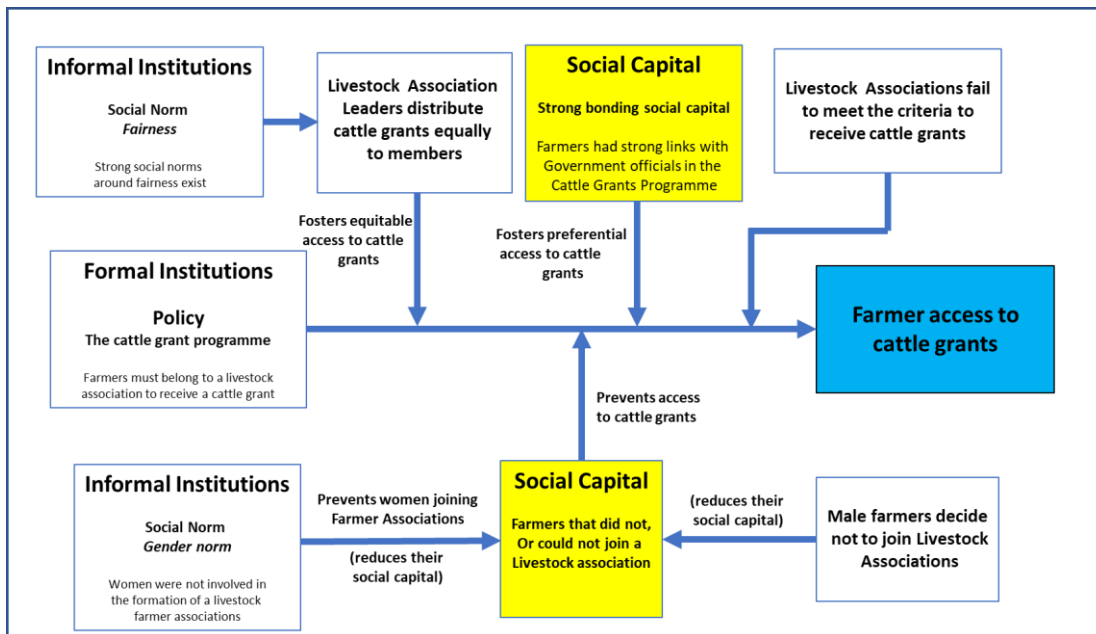 Informal Institutions
Social Norm
Fairness
Strong social norms
around fairness exist
Livestock Association
Leaders distribute
cattle grants equally
to members
Social Capital
Strong bonding social capital
Farmers had strong links with
Government officials in the
Cattle Grants Programme
Livestock Associations fail
to meet the criteria to
receive cattle grants
Fosters equitable
access to cattle
grants
Fosters preferential
access to cattle
grants
Formal Institutions
Policy
The cattle grant programme
Farmers must belong to a livestock
association to receive a cattle grant
Farmer access to
cattle grants
Prevents access
to cattle grants
Informal Institutions
Social Norm
Gender norm
Women were not involved in
the formation of a livestock
farmer associations
Prevents women joining
Farmer Associations
(reduces their
social capital)
Social Capital
Farmers that did not,
Or could not join a
Livestock association
(reduces their
social capital)
Male farmers decide
not to join Livestock
Associations